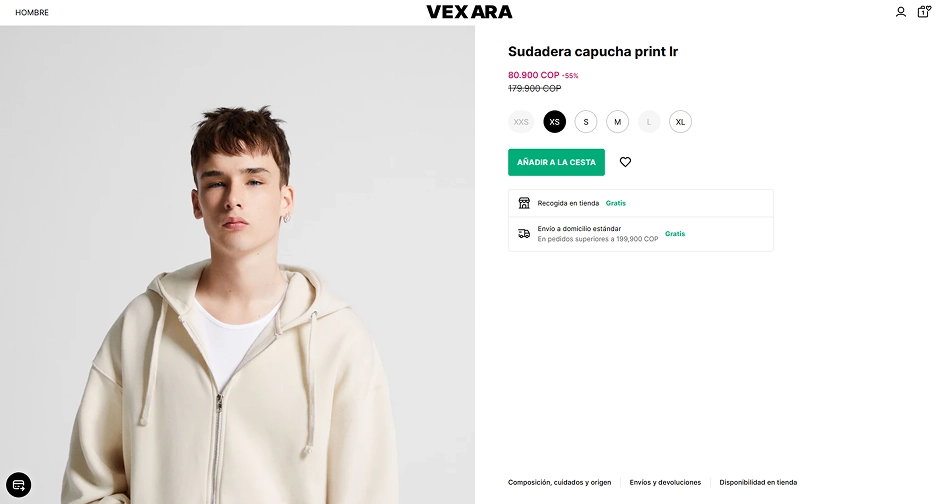 HOMBRE
VEXARA
1
Sudadera capucha print Ir
80.900 COP -55%
179.900 COP
XXS XS S M L XL
AÑADIR A LA CESTA
Recogida en tienda Gratis
Envío a domicilio estándar
En pedidos superiores a 199,900 COP Gratis
Composición, cuidados y origen Envíos y devoluciones Disponibilidad en tienda